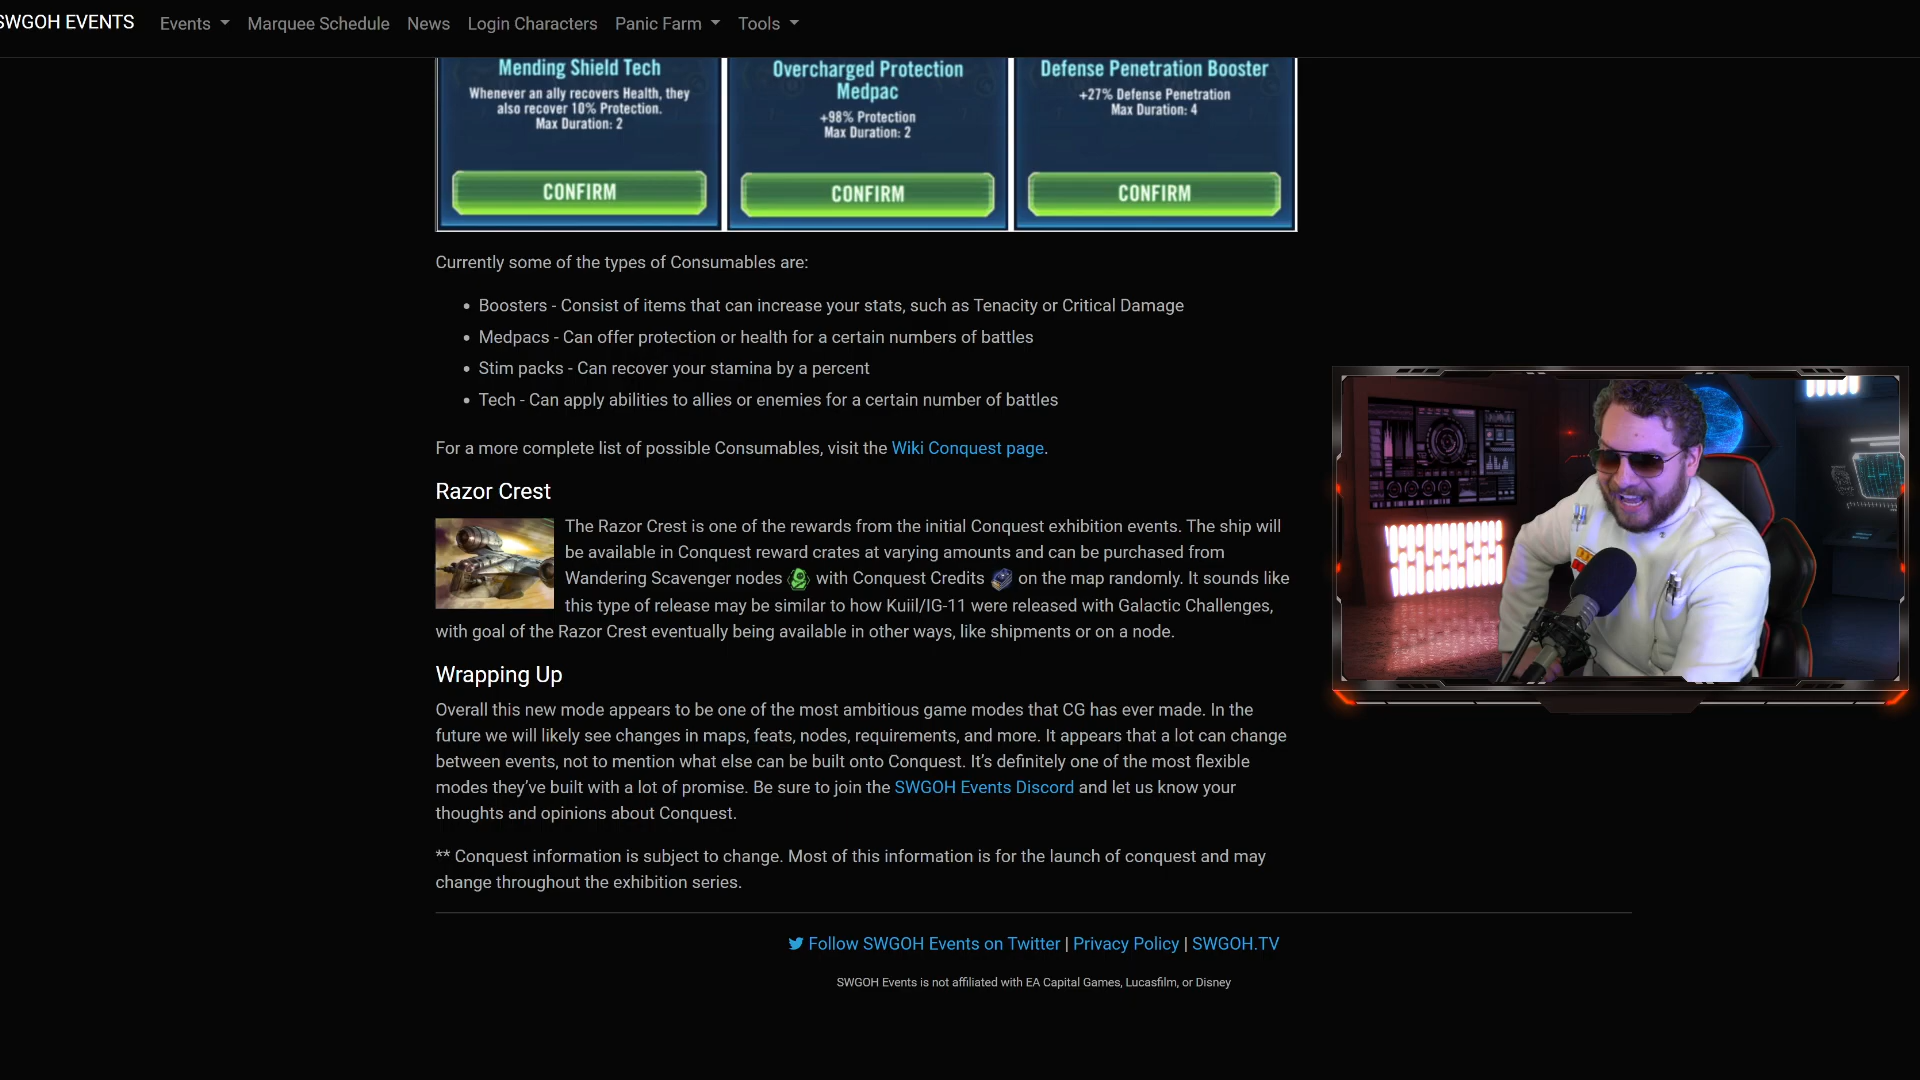 SWGOH EVENTS Events Marquee Schedule News Login Characters Panic Farm Tools
Mending Shield Tech
Whenever an ally recovers Health, they
also recover 10% Protection.
Max Duration: 2
CONFIRM
Overcharged Protection
Medpac
+98% Protection
Max Duration: 2
CONFIRM
Defense Penetration Booster
+27% Defense Penetration
Max Duration: 4
CONFIRM
Currently some of the types of Consumables are:
Boosters - Consist of items that can increase your stats, such as Tenacity or Critical Damage
Medpacs - Can offer protection or health for a certain numbers of battles
Stim packs - Can recover your stamina by a percent
Tech - Can apply abilities to allies or enemies for a certain number of battles
For a more complete list of possible Consumables, visit the Wiki Conquest page.
Razor Crest
The Razor Crest is one of the rewards from the initial Conquest exhibition events. The ship will
be available in Conquest reward crates at varying amounts and can be purchased from
Wandering Scavenger nodes with Conquest Credits on the map randomly. It sounds like
this type of release may be similar to how Kuiil/IG-11 were released with Galactic Challenges,
with goal of the Razor Crest eventually being available in other ways, like shipments or on a node.
Wrapping Up
Overall this new mode appears to be one of the most ambitious game modes that CG has ever made. In the
future we will likely see changes in maps, feats, nodes, requirements, and more. It appears that a lot can change
between events, not to mention what else can be built onto Conquest. It's definitely one of the most flexible
modes they've built with a lot of promise. Be sure to join the SWGOH Events Discord and let us know your
thoughts and opinions about Conquest.
** Conquest information is subject to change. Most of this information is for the launch of conquest and may
change throughout the exhibition series.
Follow SWGOH Events on Twitter | Privacy Policy | SWGOH.TV
SWGOH Events is not affiliated with EA Capital Games, Lucasfilm, or Disney